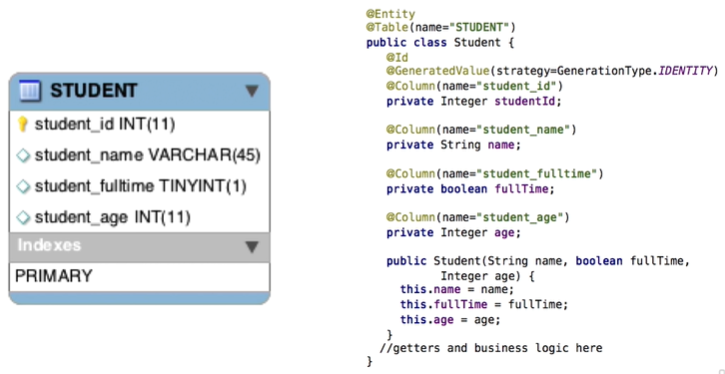 STUDENT
student_id INT(11)
student_name VARCHAR(45)
student_fulltime TINYINT(1)
student_age INT(11)
Indexes
PRIMARY
@Entity
@Table(name="STUDENT")
public class Student {
@Id
@GeneratedValue(strategy=GenerationType.IDENTITY)
@Column(name="student_id")
private Integer studentId;
@Column(name="student_name")
private String name;
@Column(name="student_fulltime")
private boolean fullTime;
@Column(name="student_age")
private Integer age;
public Student(String name, boolean fullTime,
Integer age) {
this.name = name;
this.fullTime = fullTime;
this.age = age;
}
//getters and business logic here
}